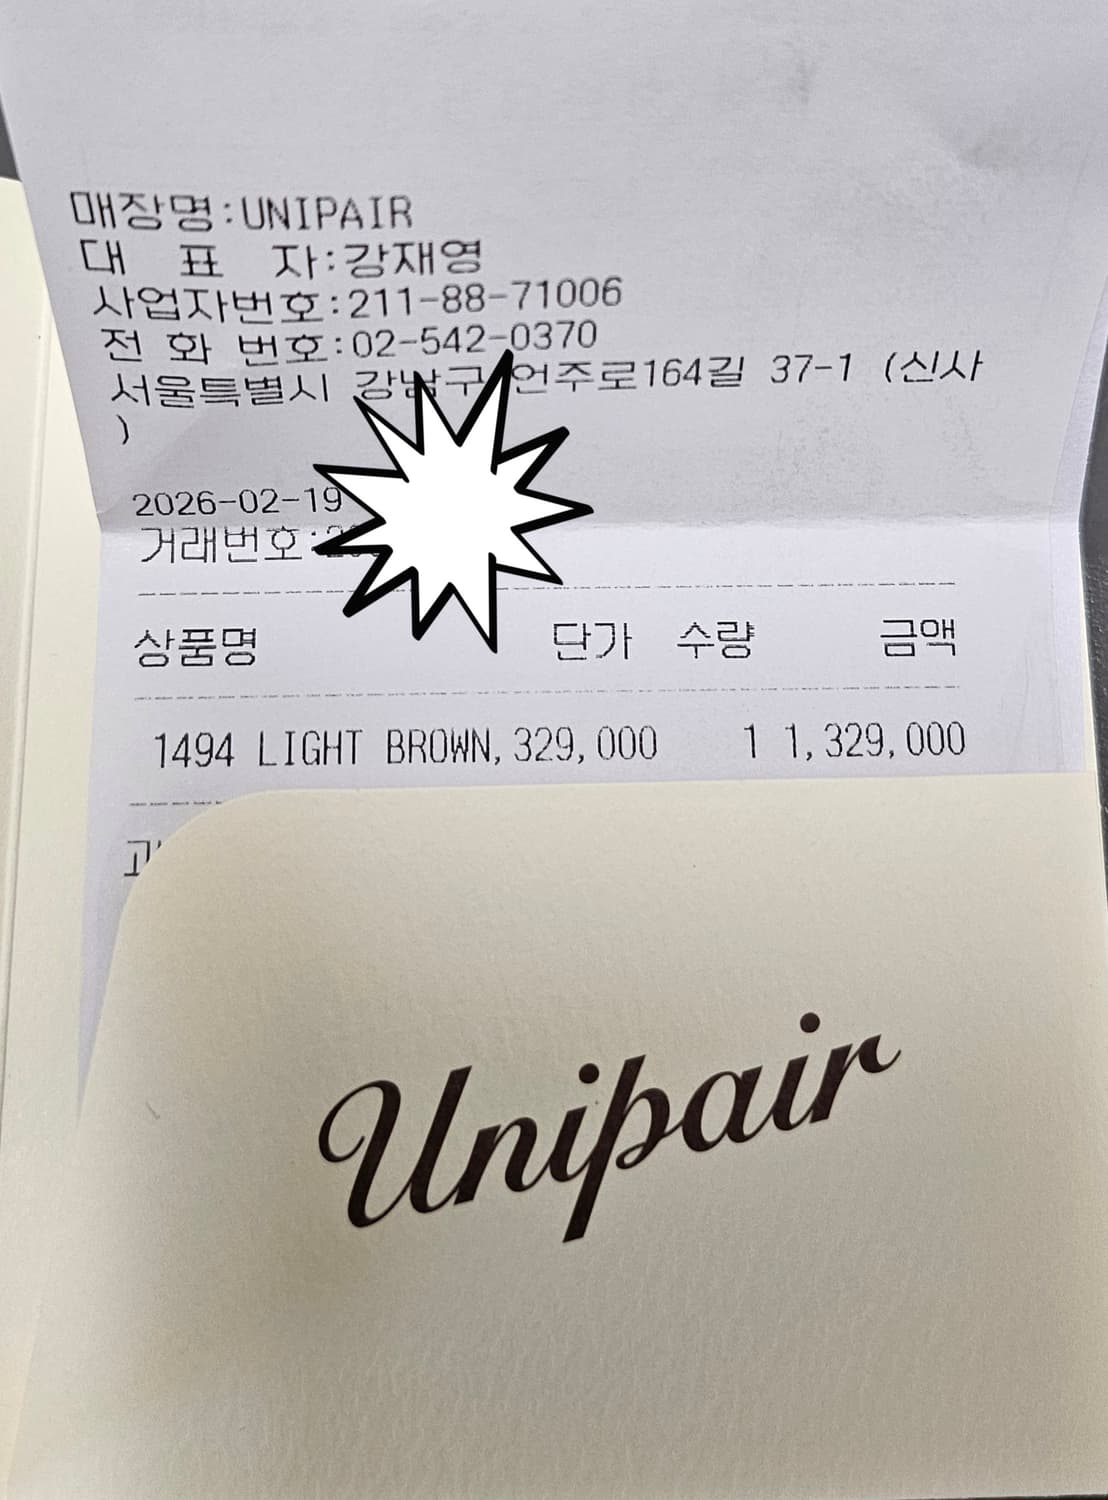 매장명:UNIPAIR
대 표 자:강재영
사업자번호:211-88-71006
전 화 번호:02-542-0370
서울특별시 강남구 언주로164길 37-1 (신사
)
2026-02-19
거래번호:
상품명 단가 수량 금액
1494 LIGHT BROWN,329,000 1 1,329,000
Unipair